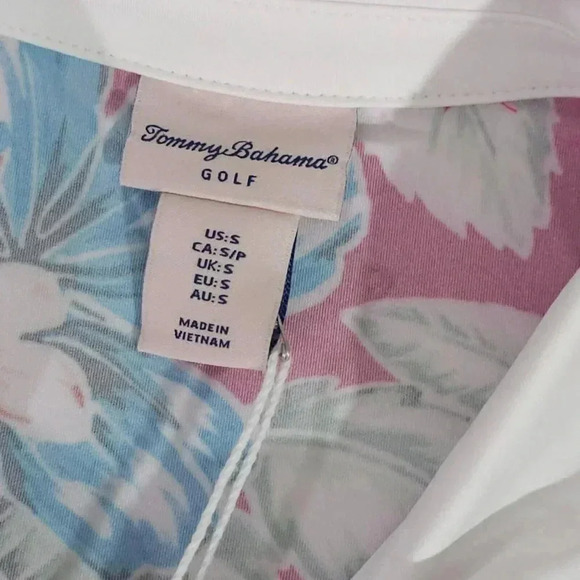 Tommy Bahama®
GOLF
US:S
CA:S/P
UK:S
EU:S
AU:S
MADE IN
VIETNAM